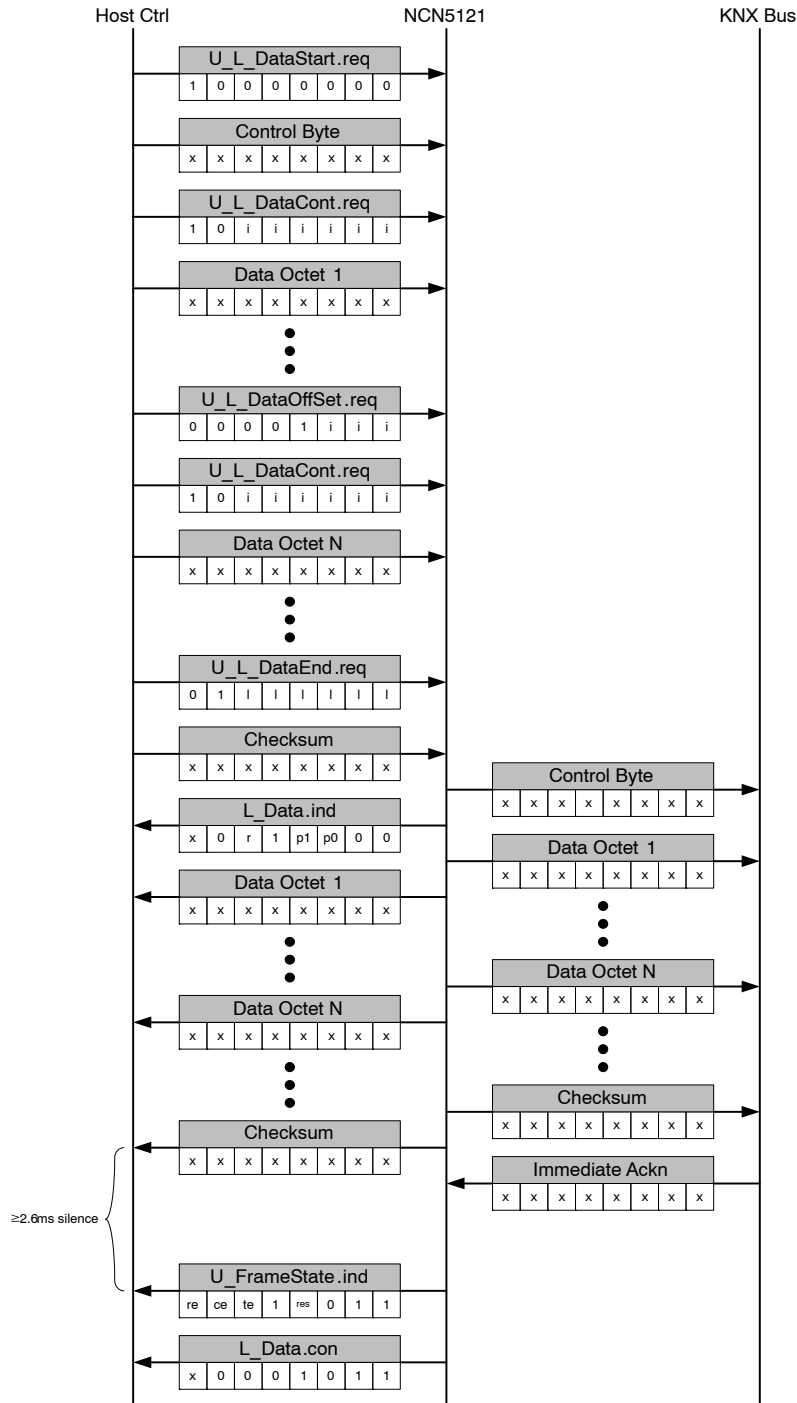 Host Ctrl NCN5121 KNX Bus
U_L_DataStart.req
1 0 0 0 0 0 0 0
Control Byte
x x x x x x x x
U_L_DataCont.req
1 0 i i i i i i
Data Octet 1
x x x x x x x x
U_L_DataOffSet.req
0 0 0 0 1 i i i
U_L_DataCont.req
1 0 i i i i i i
Data Octet N
x x x x x x x x
U_L_DataEnd.req
0 1 l l l l l l
Checksum
x x x x x x x x
Control Byte
x x x x x x x x
L_Data.ind
x 0 r 1 p1 p0 0 0
Data Octet 1
x x x x x x x x
Data Octet 1
x x x x x x x x
Data Octet N
x x x x x x x x
Data Octet N
x x x x x x x x
Checksum
x x x x x x x x
Checksum
x x x x x x x x
Immediate Ackn
x x x x x x x x
≥2.6ms silence
U_FrameState.ind
re ce te 1 res 0 1 1
L_Data.con
x 0 0 0 1 0 1 1